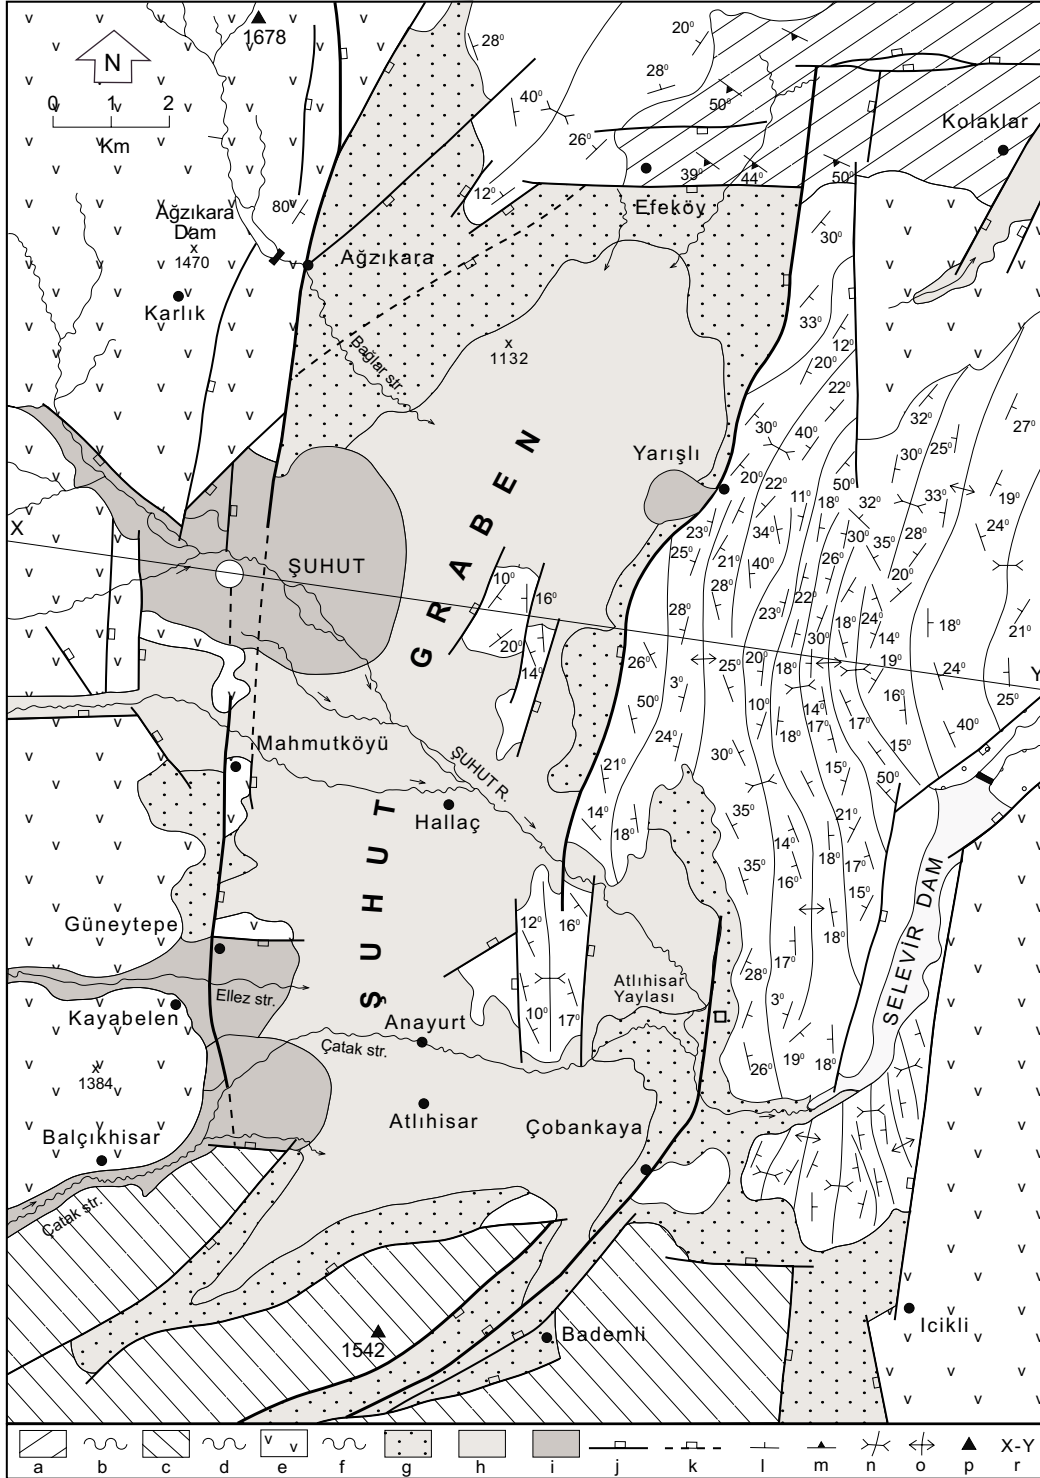 1678
N
0 1 2
Km
28⁰
20⁰
28⁰
40⁰
50⁰
26⁰
Kolaklar
39⁰
44⁰
50⁰
12⁰
80⁰
Efeköy
Ağzıkara
Dam
x
1470
Ağzıkara
30⁰
Karlık
33⁰
12⁰
20⁰
22⁰
Bağlar str.
x
1132
32⁰
27⁰
30⁰
40⁰
25⁰
30⁰
Yarışlı
20⁰
22⁰
11⁰
18⁰
50⁰
32⁰
33⁰
19⁰
X
23⁰
34⁰
30⁰
35⁰
28⁰
24⁰
25⁰
21⁰
40⁰
26⁰
20⁰
ŞUHUT
10⁰
16⁰
28⁰
28⁰
22⁰
23⁰
18⁰
24⁰
18⁰
21⁰
20⁰
30⁰
14⁰
26⁰
25⁰
20⁰
18⁰
19⁰
24⁰
Y
14⁰
3⁰
50⁰
10⁰
14⁰
16⁰
25⁰
ŞUHUT GRABEN
Mahmutköyü
24⁰
30⁰
18⁰
17⁰
17⁰
15⁰
40⁰
ŞUHUT R.
21⁰
15⁰
50⁰
Hallaç
14⁰
18⁰
35⁰
21⁰
14⁰
18⁰
17⁰
35⁰
16⁰
15⁰
SELEVİR DAM
Güneytepe
12⁰
16⁰
18⁰
17⁰
28⁰
3⁰
Ellez str.
Atlıhisar
Yaylası
Kayabelen
Anayurt
10⁰
17⁰
Çatak str.
x
1384
26⁰
19⁰
18⁰
Atlıhisar
Çobankaya
Balçıkhisar
Çatak str.
Icikli
1542
Bademli
a b c d e f g h i j k l m n o p r
X-Y